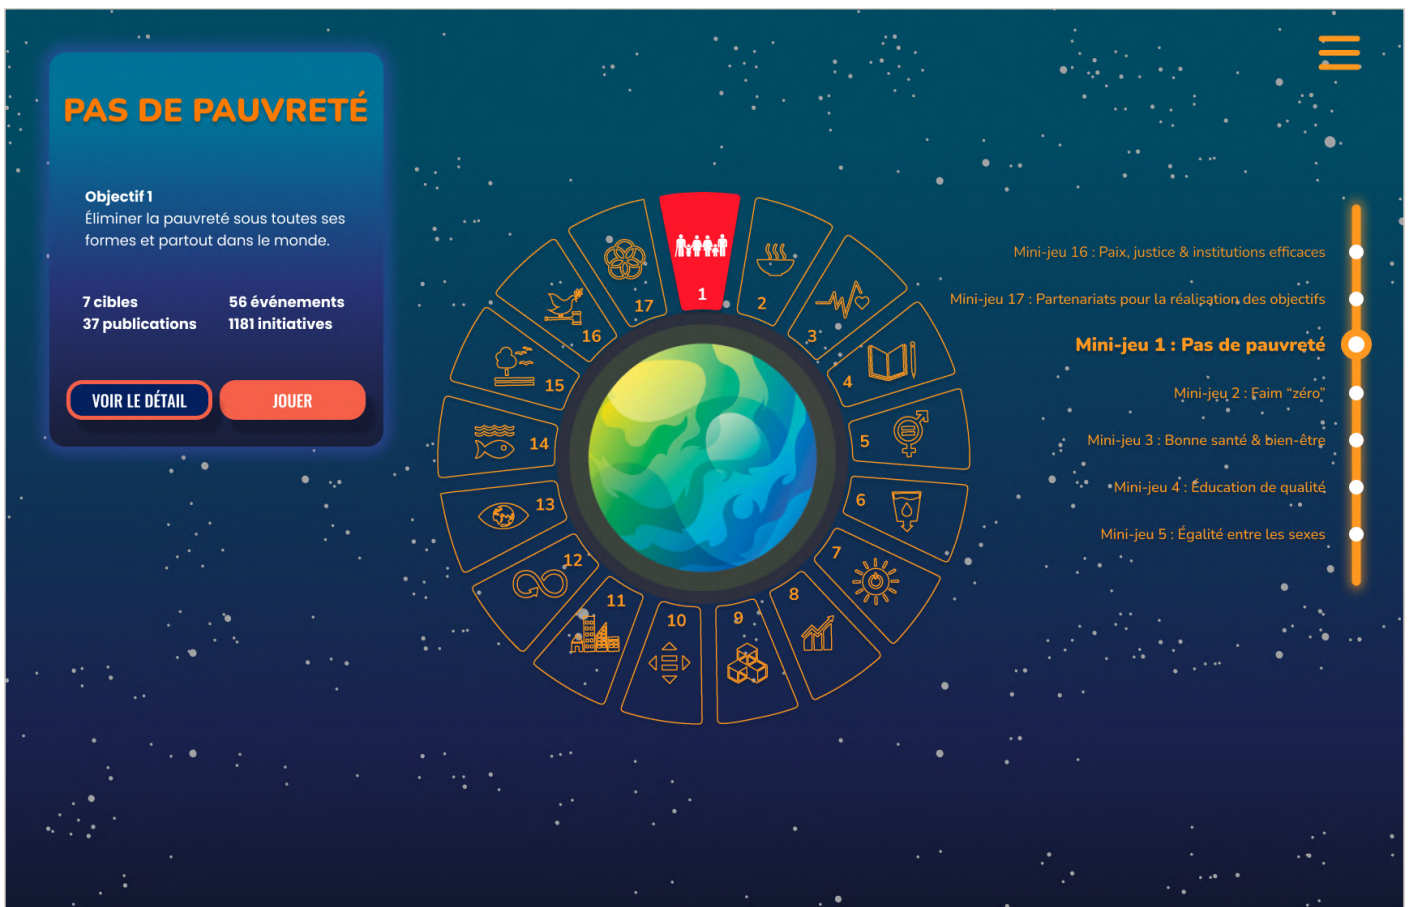 PAS DE PAUVRETÉ
Objectif 1
Éliminer la pauvreté sous toutes ses
formes et partout dans le monde.
7 cibles
56 événements
37 publications
1181 initiatives
VOIR LE DÉTAIL
JOUER
1
2
3
4
5
6
7
8
9
10
11
12
13
14
15
16
17
Mini-jeu 16 : Paix, justice & institutions efficaces
Mini-jeu 17 : Partenariats pour la réalisation des objectifs
Mini-jeu 1 : Pas de pauvreté
Mini-jeu 2 : Faim “zéro”
Mini-jeu 3 : Bonne santé & bien-être
Mini-jeu 4 : Éducation de qualité
Mini-jeu 5 : Égalité entre les sexes